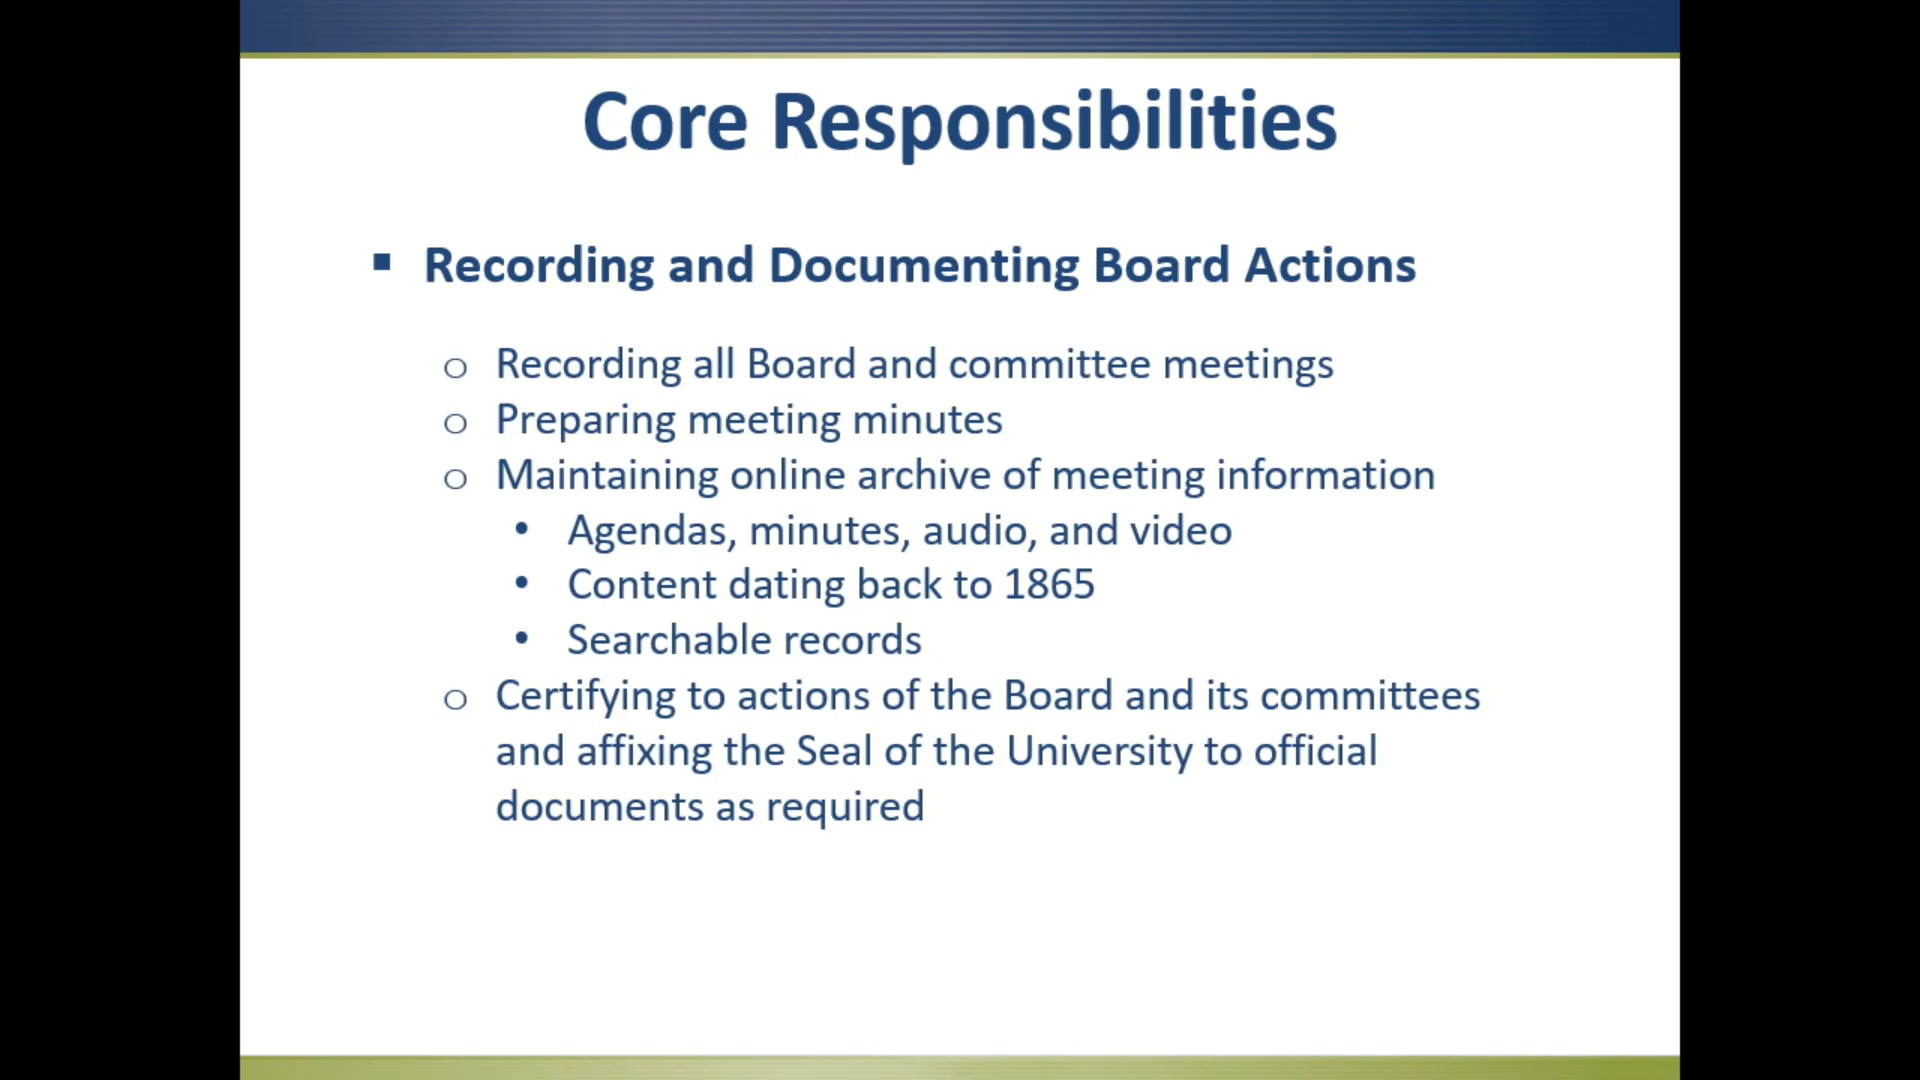 Core Responsibilities
▪ Recording and Documenting Board Actions
o Recording all Board and committee meetings
o Preparing meeting minutes
o Maintaining online archive of meeting information
• Agendas, minutes, audio, and video
• Content dating back to 1865
• Searchable records
o Certifying to actions of the Board and its committees
and affixing the Seal of the University to official
documents as required